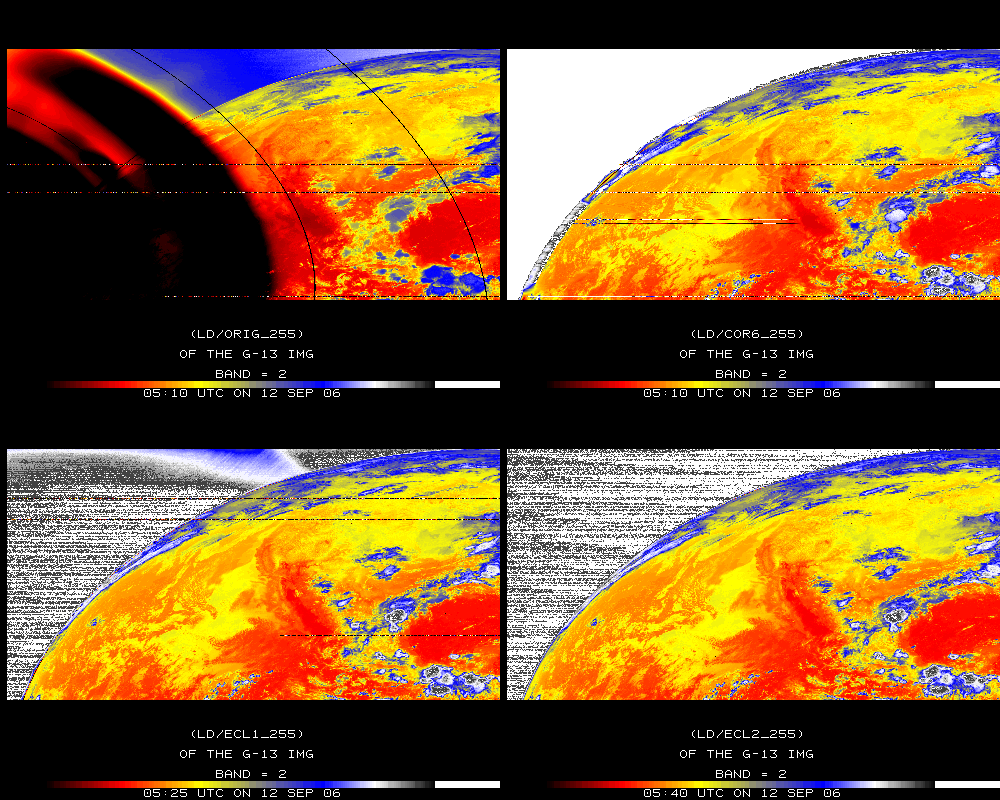 (LD/ORIG_255)
OF THE G-13 IMG
BAND = 2
05:10 UTC ON 12 SEP 06
(LD/COR6_255)
OF THE G-13 IMG
BAND = 2
05:10 UTC ON 12 SEP 06
(LD/ECL1_255)
OF THE G-13 IMG
BAND = 2
05:25 UTC ON 12 SEP 06
(LD/ECL2_255)
OF THE G-13 IMG
BAND = 2
05:40 UTC ON 12 SEP 06